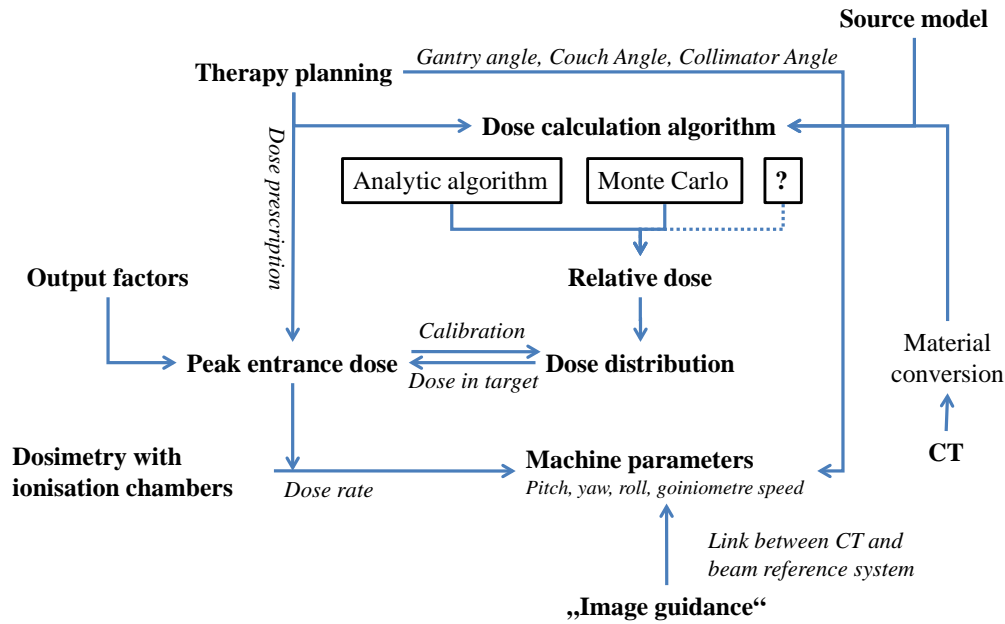 Source model
Gantry angle, Couch Angle, Collimator Angle
Therapy planning
Dose calculation algorithm
Dose prescription
Analytic algorithm
Monte Carlo
?
Output factors
Relative dose
Calibration
Peak entrance dose
Dose distribution
Dose in target
Material
conversion
CT
Dosimetry with
ionisation chambers
Dose rate
Machine parameters
Pitch, yaw, roll, goiniometre speed
Link between CT and
beam reference system
„Image guidance“